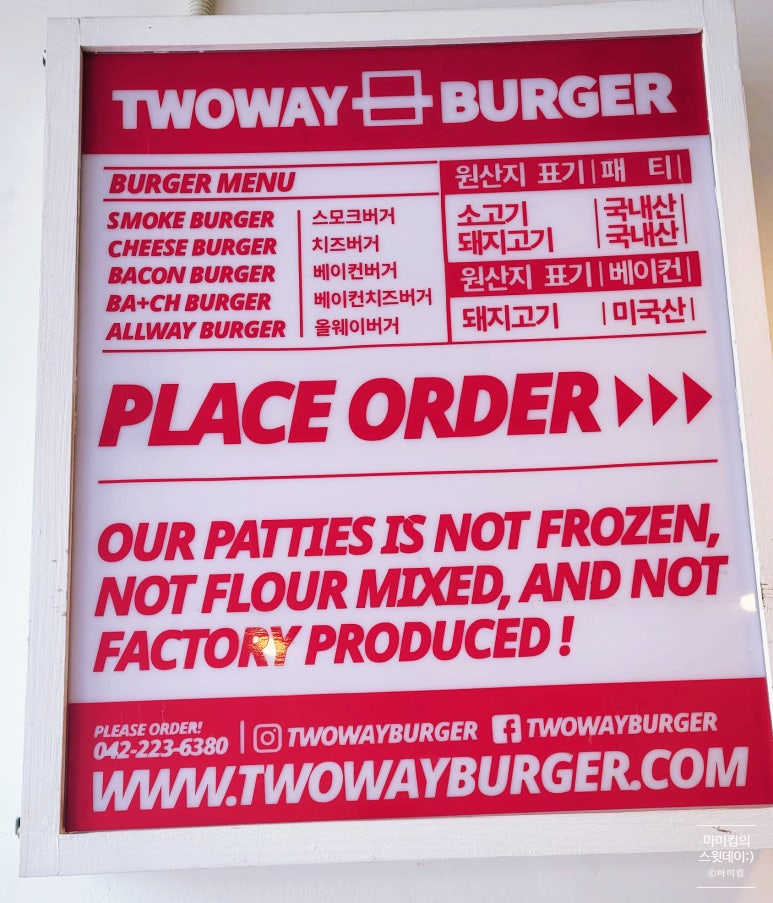 TWOWAY BURGER
BURGER MENU
SMOKE BURGER 스모크버거
CHEESE BURGER 치즈버거
BACON BURGER 베이컨버거
BA+CH BURGER 베이컨치즈버거
ALLWAY BURGER 올웨이버거
원산지 표기 | 패 티 |
소고기 | 국내산 |
돼지고기 | 국내산 |
원산지 표기 | 베이컨 |
돼지고기 | 미국산 |
PLACE ORDER
OUR PATTIES IS NOT FROZEN,
NOT FLOUR MIXED, AND NOT
FACTORY PRODUCED !
PLEASE ORDER!
042-223-6380 | TWOWAYBURGER TWOWAYBURGER
WWW.TWOWAYBURGER.COM
마미킴의
스윗데이:)
©마미킴